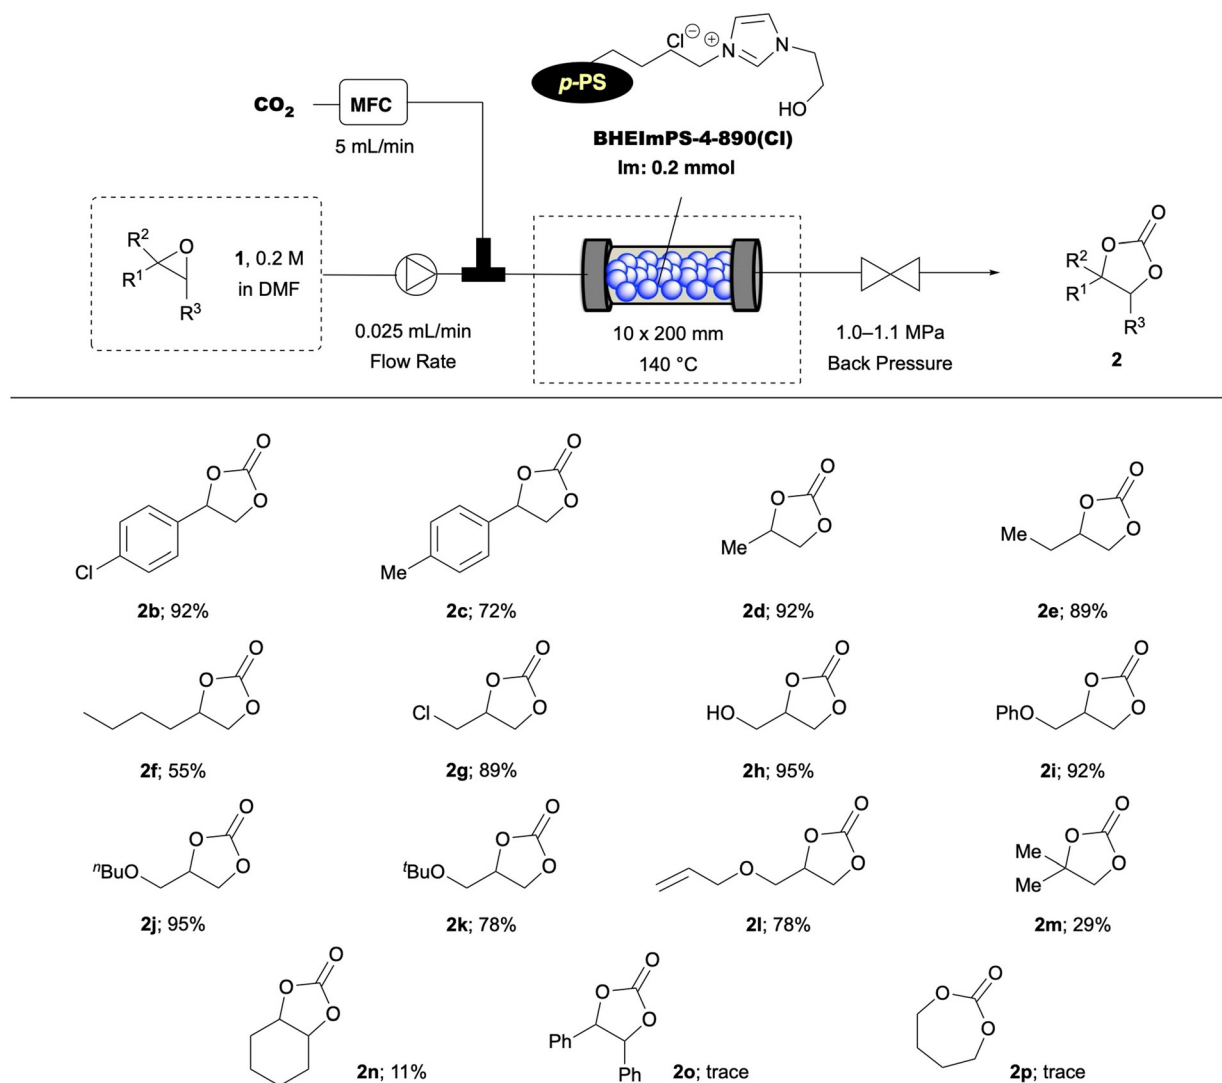 Cl⊖ ⊕
N N
p-PS
HO
CO₂ MFC
5 mL/min
BHEImPS-4-890(Cl)
Im: 0.2 mmol
R² O
R¹
R³
1, 0.2 M
in DMF
0.025 mL/min
Flow Rate
10 x 200 mm
140 °C
1.0–1.1 MPa
Back Pressure
O
O
R² O
R¹
R³
2
O
O
O
Cl
2b; 92%
O
O
O
Me
2c; 72%
O
O
O
Me
2d; 92%
O
O
O
Me
2e; 89%
O
O
O
2f; 55%
O
O
O
Cl
2g; 89%
O
O
O
HO
2h; 95%
O
O
O
PhO
2i; 92%
O
O
O
ⁿBuO
2j; 95%
O
O
O
ᵗBuO
2k; 78%
O
O
O
O
2l; 78%
O
O
O
Me
Me
2m; 29%
O
O
O
2n; 11%
O
O
O
Ph
Ph
2o; trace
O
O
O
2p; trace